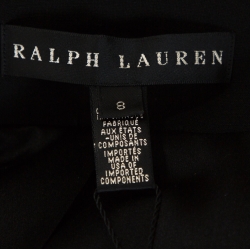 RALPH LAUREN
8
FABRIQUÉ
AUX ÉTATS
-UNIS DE
COMPOSANTS
IMPORTÉS
MADE IN
USA OF
IMPORTED
COMPONENTS